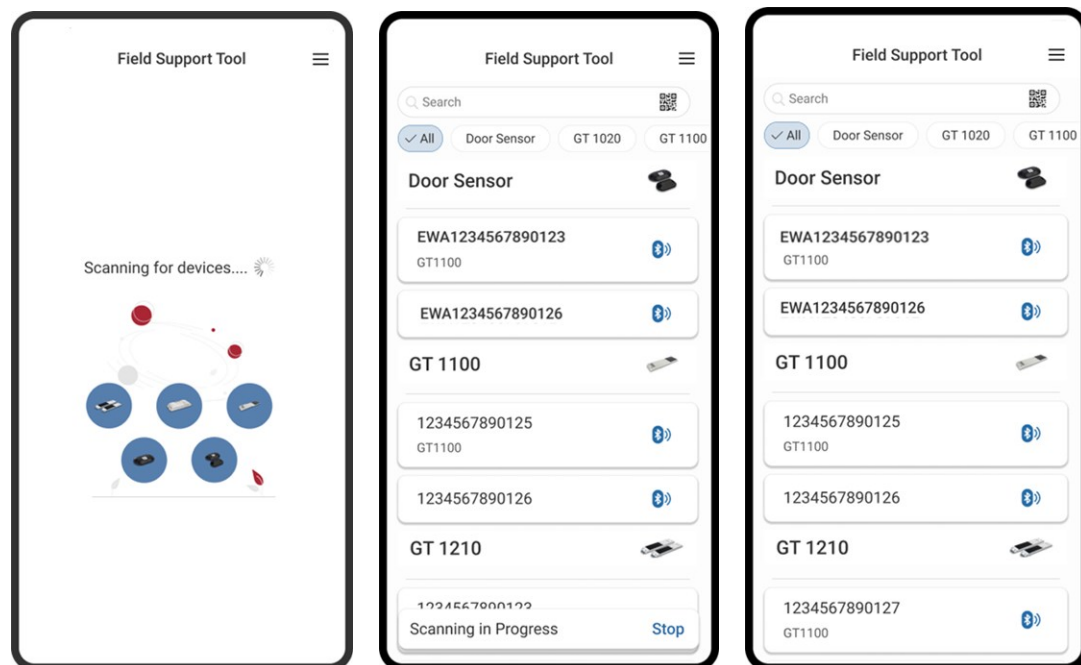 Field Support Tool
Scanning for devices....
Field Support Tool
Search
All Door Sensor GT 1020 GT 1100
Door Sensor
EWA1234567890123
GT1100
EWA1234567890126
GT 1100
1234567890125
GT1100
1234567890126
GT 1210
1234567890123
Scanning in Progress Stop
Field Support Tool
Search
All Door Sensor GT 1020 GT 1100
Door Sensor
EWA1234567890123
GT1100
EWA1234567890126
GT 1100
1234567890125
GT1100
1234567890126
GT 1210
1234567890127
GT1100